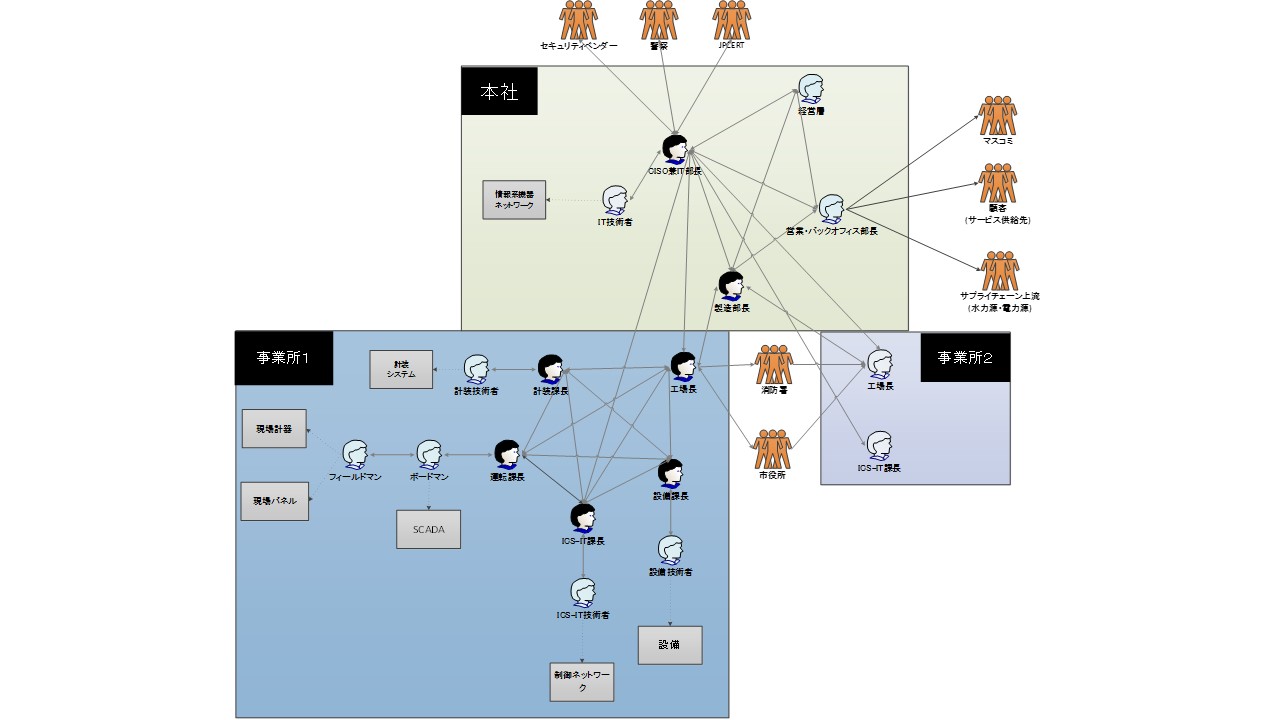 セキュリティベンダー
警察
JPCERT
本社
経営層
マスコミ
CISO兼IT部長
情報系機器
ネットワーク
IT技術者
営業・バックオフィス部長
顧客
(サービス供給先)
製造部長
サプライチェーン上流
(水力源・電力源)
事業所1
計装
システム
計装技術者
計装課長
工場長
消防署
工場長
事業所2
現場計器
フィールドマン
ボードマン
運転課長
設備課長
市役所
ICS-IT課長
現場パネル
SCADA
ICS-IT課長
設備技術者
ICS-IT技術者
設備
制御ネットワー
ク